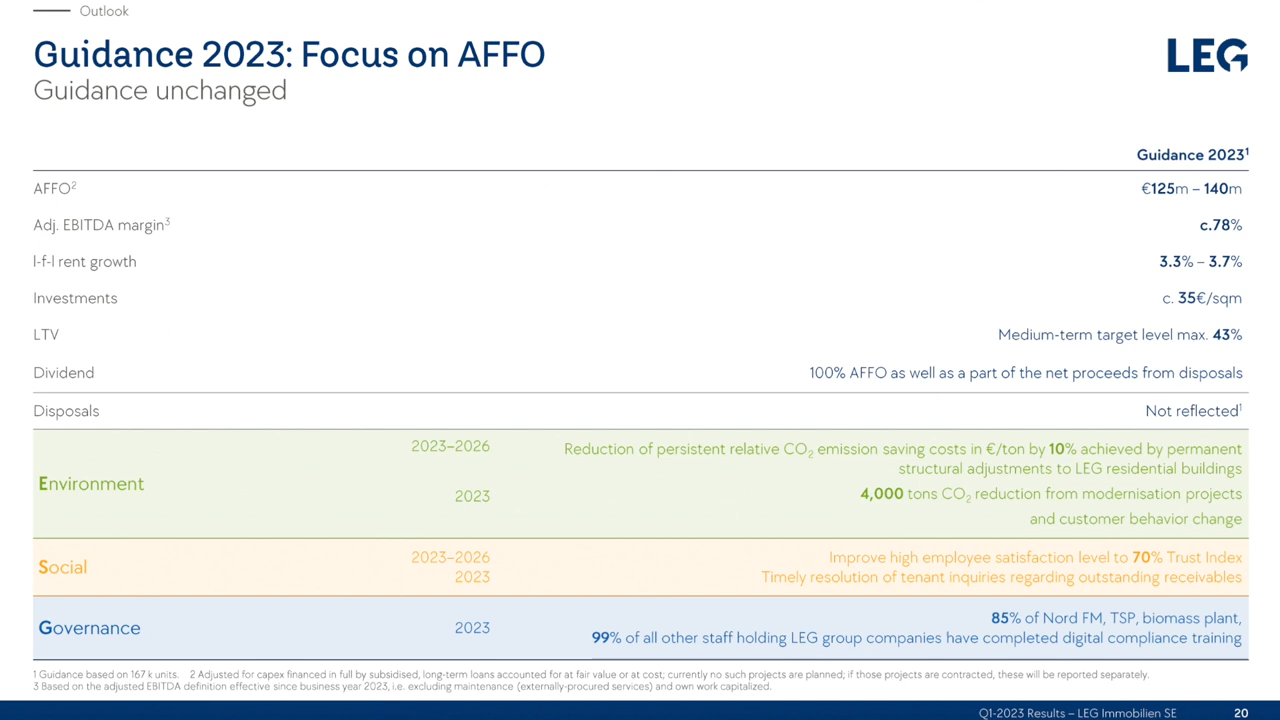 Outlook
Guidance 2023: Focus on AFFO
LEG
Guidance unchanged
Guidance 2023¹
AFFO² €125m – 140m
Adj. EBITDA margin³ c.78%
l-f-l rent growth 3.3% – 3.7%
Investments c. 35€/sqm
LTV Medium-term target level max. 43%
Dividend 100% AFFO as well as a part of the net proceeds from disposals
Disposals Not reflected¹
Environment
2023–2026 Reduction of persistent relative CO₂ emission saving costs in €/ton by 10% achieved by permanent
structural adjustments to LEG residential buildings
2023 4,000 tons CO₂ reduction from modernisation projects
and customer behavior change
Social
2023–2026 Improve high employee satisfaction level to 70% Trust Index
2023 Timely resolution of tenant inquiries regarding outstanding receivables
Governance
2023
85% of Nord FM, TSP, biomass plant,
99% of all other staff holding LEG group companies have completed digital compliance training
1 Guidance based on 167 k units. 2 Adjusted for capex financed in full by subsidised, long-term loans accounted for at fair value or at cost; currently no such projects are planned; if those projects are contracted, these will be reported separately.
3 Based on the adjusted EBITDA definition effective since business year 2023, i.e. excluding maintenance (externally-procured services) and own work capitalized.
Q1-2023 Results – LEG Immobilien SE 20